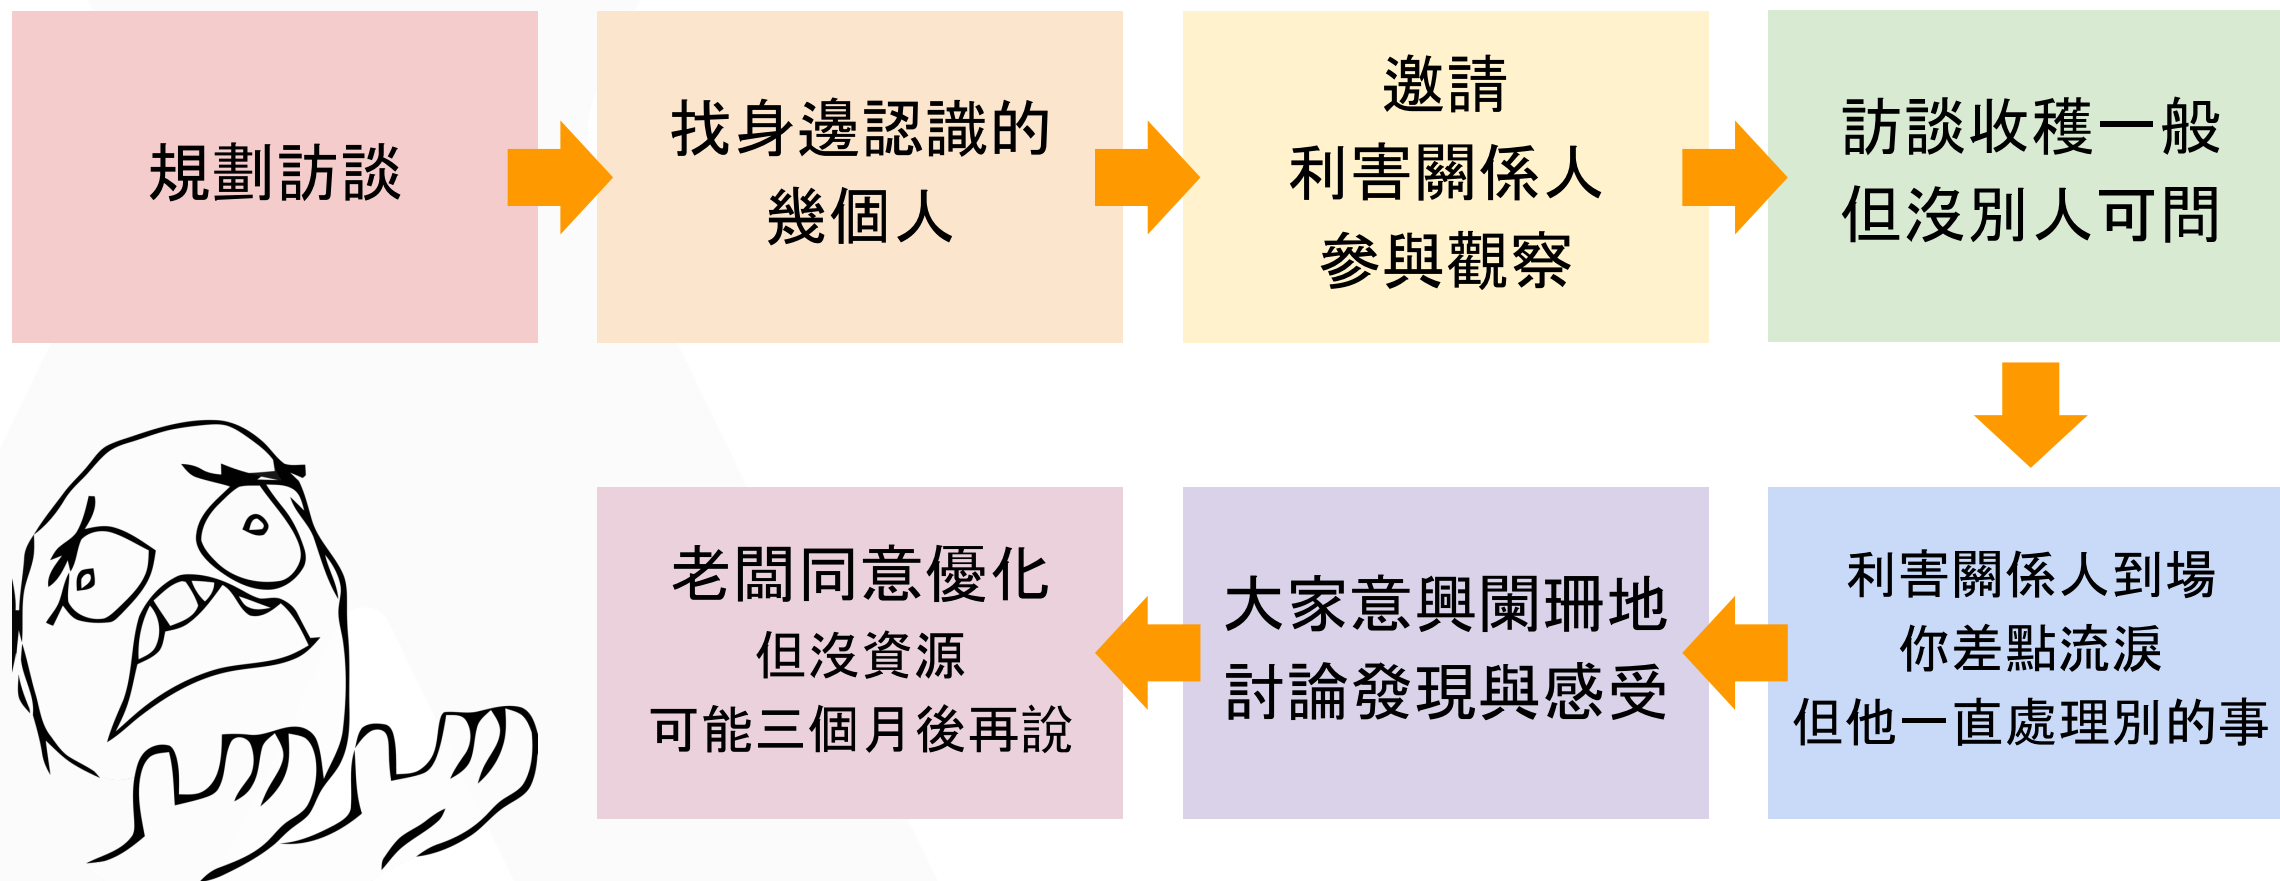 規劃訪談
找身邊認識的
幾個人
邀請
利害關係人
參與觀察
訪談收穫一般
但沒別人可問
利害關係人到場
你差點流淚
但他一直處理別的事
大家意興闌珊地
討論發現與感受
老闆同意優化
但沒資源
可能三個月後再說